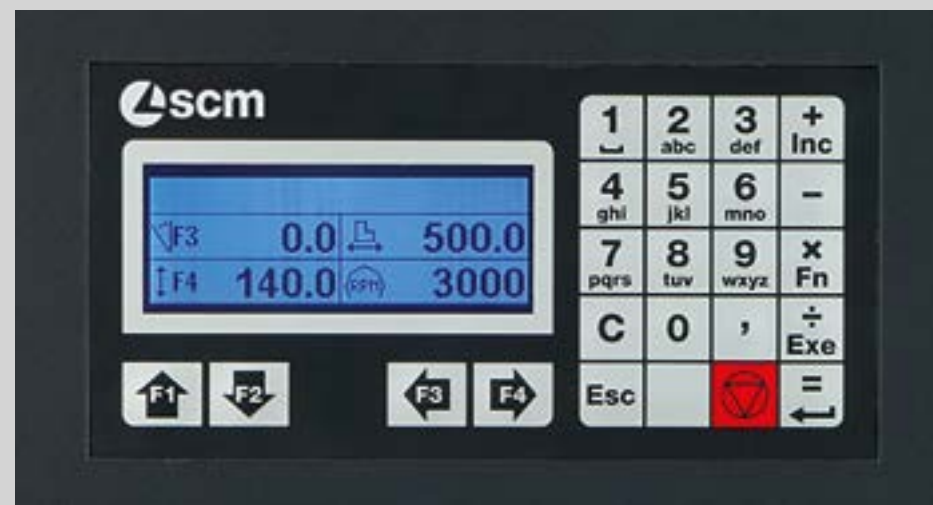 scm
F3 0.0 500.0
F4 140.0 RPM 3000
F1 F2 F3 F4
1 2 abc 3 def + Inc
4 ghi 5 jkl 6 mno -
7 pqrs 8 tuv 9 wxyz × Fn
C 0 , ÷ Exe
Esc =